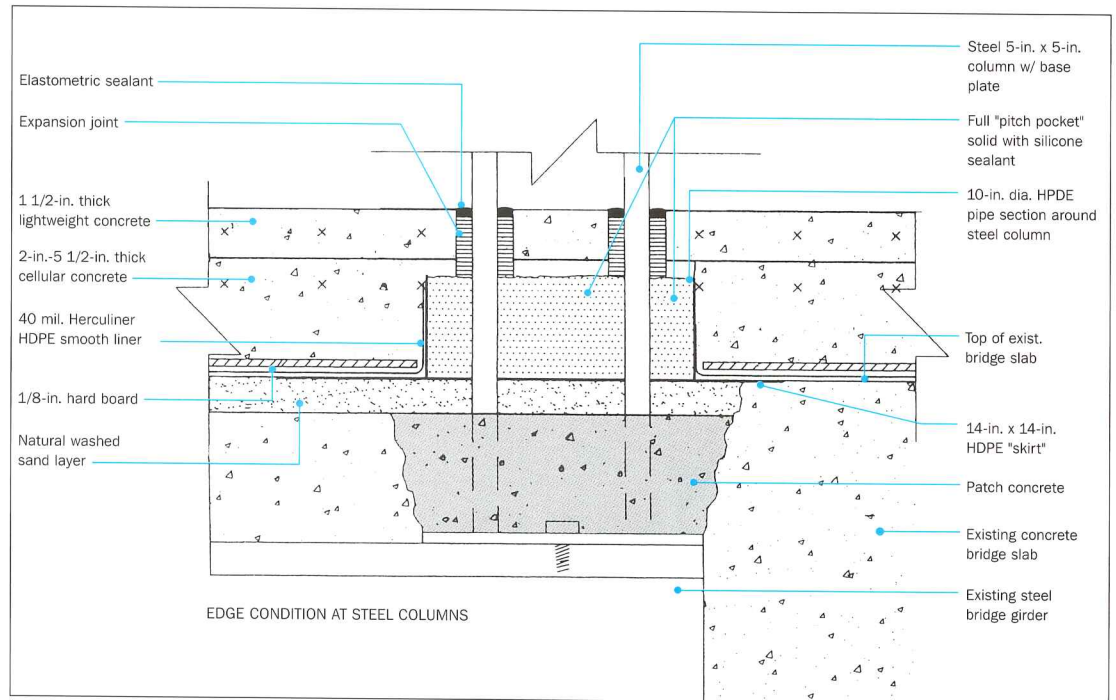 Elastometric sealant
Expansion joint
1 1/2-in. thick
lightweight concrete
2-in.-5 1/2-in. thick
cellular concrete
40 mil. Herculiner
HDPE smooth liner
1/8-in. hard board
Natural washed
sand layer
Steel 5-in. x 5-in.
column w/ base
plate
Full "pitch pocket"
solid with silicone
sealant
10-in. dia. HPDE
pipe section around
steel column
Top of exist.
bridge slab
14-in. x 14-in.
HDPE "skirt"
Patch concrete
Existing concrete
bridge slab
Existing steel
bridge girder
EDGE CONDITION AT STEEL COLUMNS